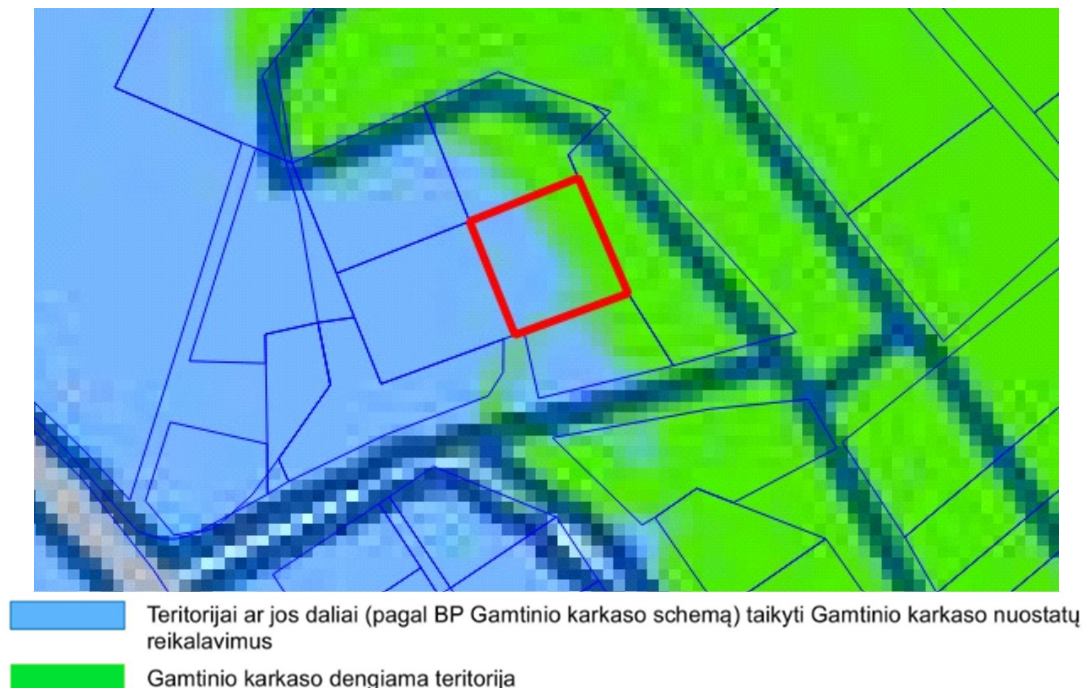 Teritorijai ar jos daliai (pagal BP Gamtinio karkaso schemą) taikyti Gamtinio karkaso nuostatų
reikalavimus
Gamtinio karkaso dengiama teritorija